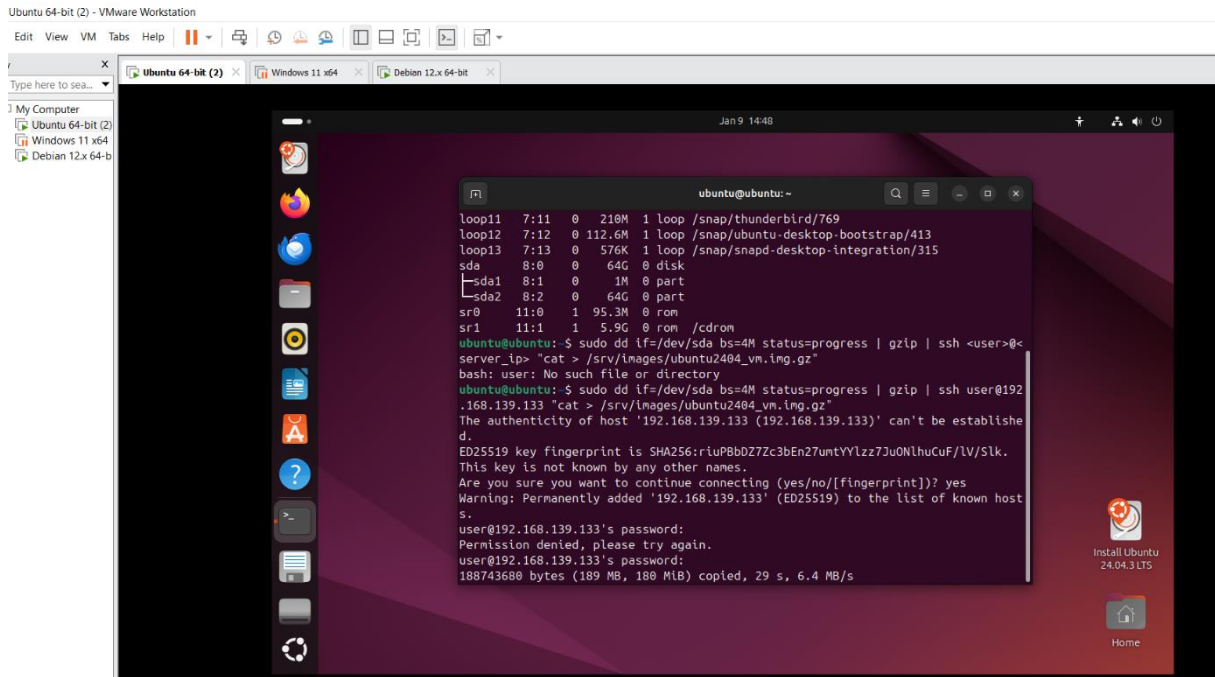 Ubuntu 64-bit (2) - VMware Workstation
Edit View VM Tabs Help
Type here to sea...
My Computer
Ubuntu 64-bit (2)
Windows 11 x64
Debian 12.x 64-b
Ubuntu 64-bit (2) Windows 11 x64 Debian 12.x 64-bit
Jan 9 14:48
ubuntu@ubuntu: ~
loop11 7:11 0 210M 1 loop /snap/thunderbird/769
loop12 7:12 0 112.6M 1 loop /snap/ubuntu-desktop-bootstrap/413
loop13 7:13 0 576K 1 loop /snap/snapd-desktop-integration/315
sda 8:0 0 64G 0 disk
├─sda1 8:1 0 1M 0 part
└─sda2 8:2 0 64G 0 part
sr0 11:0 1 95.3M 0 rom
sr1 11:1 1 5.9G 0 rom /cdrom
ubuntu@ubuntu:~$ sudo dd if=/dev/sda bs=4M status=progress | gzip | ssh <user>@<
server_ip> "cat > /srv/images/ubuntu2404_vm.img.gz"
bash: user: No such file or directory
ubuntu@ubuntu:~$ sudo dd if=/dev/sda bs=4M status=progress | gzip | ssh user@192
.168.139.133 "cat > /srv/images/ubuntu2404_vm.img.gz"
The authenticity of host '192.168.139.133 (192.168.139.133)' can't be establishe
d.
ED25519 key fingerprint is SHA256:riuPBbDZ7Zc3bEn27umtYYlzz7JuONlhuCuF/lV/Slk.
This key is not known by any other names.
Are you sure you want to continue connecting (yes/no/[fingerprint])? yes
Warning: Permanently added '192.168.139.133' (ED25519) to the list of known host
s.
user@192.168.139.133's password:
Permission denied, please try again.
user@192.168.139.133's password:
188743680 bytes (189 MB, 180 MiB) copied, 29 s, 6.4 MB/s
Install Ubuntu
24.04.3 LTS
Home